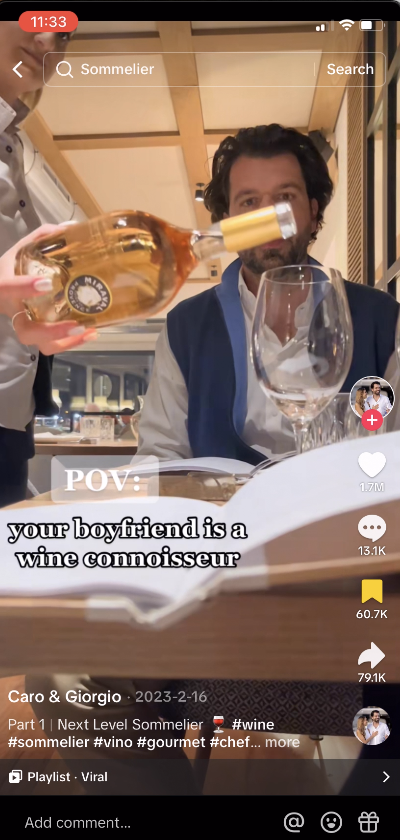 11:33
Sommelier
Search
MIRAVAL
POV:
your boyfriend is a
wine connoisseur
1.7M
13.1K
60.7K
79.1K
Caro & Giorgio · 2023-2-16
Part 1 | Next Level Sommelier 🍷 #wine
#sommelier #vino #gourmet #chef... more
Playlist · Viral
Add comment...